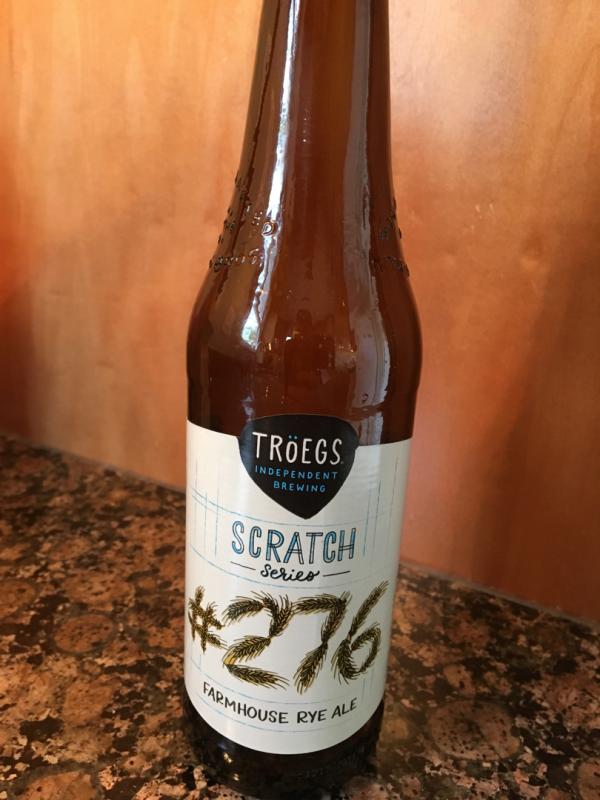 TRöEGS
INDEPENDENT
BREWING
SCRATCH
series
#276
FARMHOUSE RYE ALE